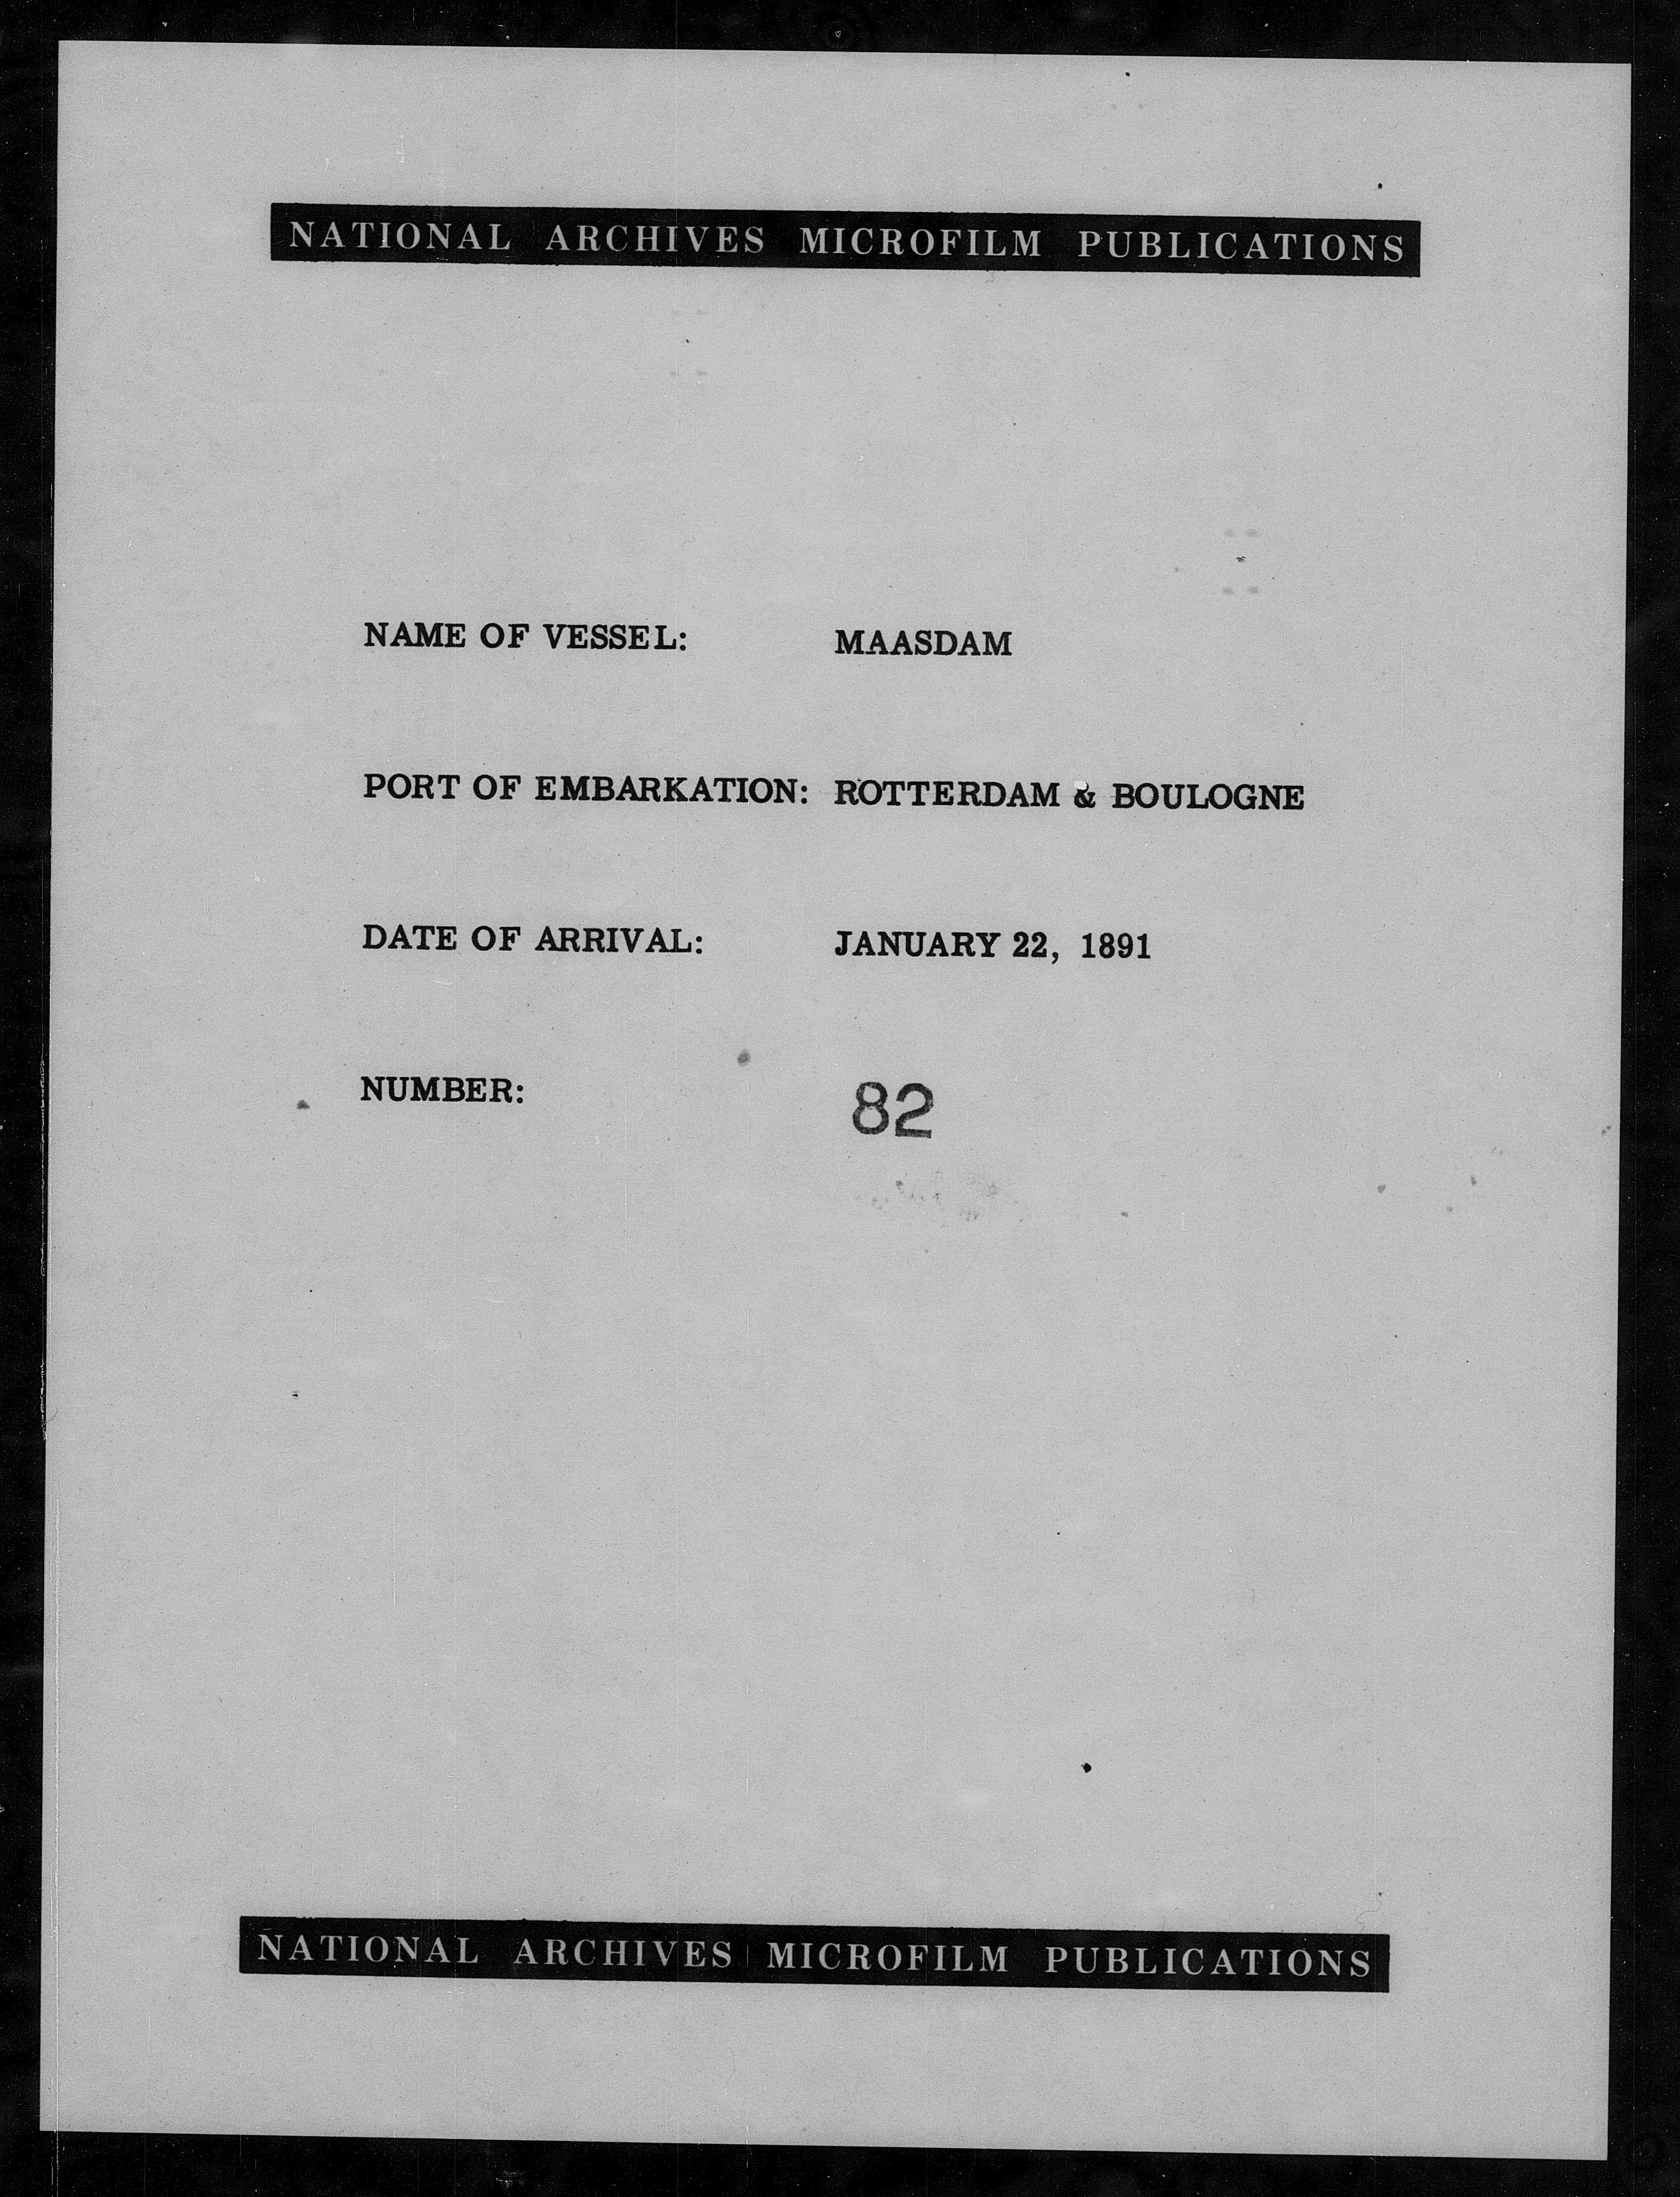 NATIONAL ARCHIVES MICROFILM PUBLICATIONS
NAME OF VESSEL: MAASDAM
PORT OF EMBARKATION: ROTTERDAM & BOULOGNE
DATE OF ARRIVAL: JANUARY 22, 1891
NUMBER: 82
NATIONAL ARCHIVES MICROFILM PUBLICATIONS